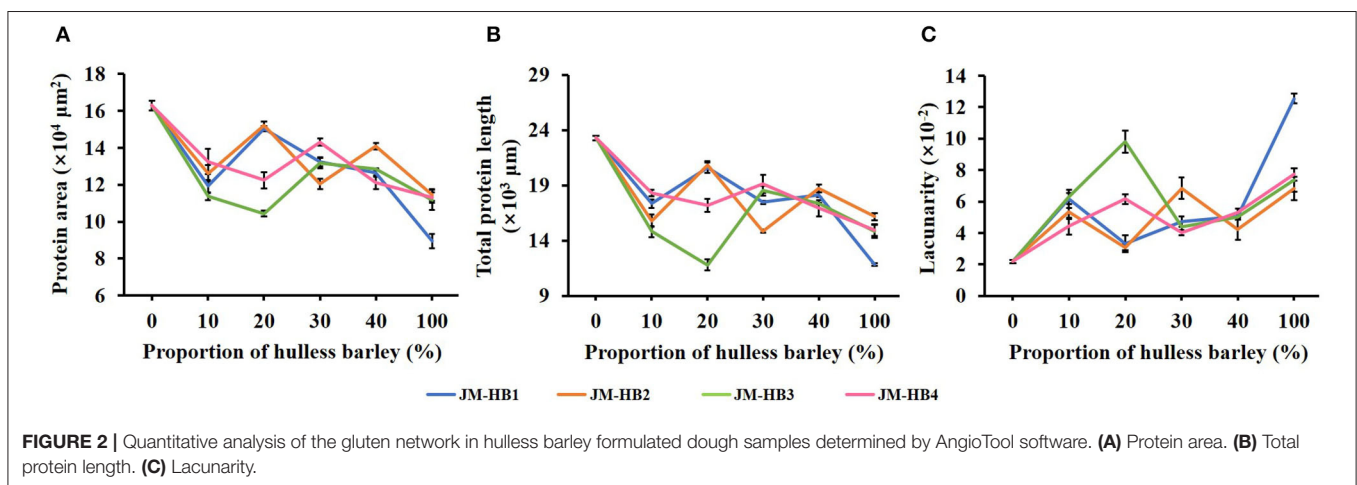 A
Protein area (×10⁴ μm²)
18
16
14
12
10
8
6
0 10 20 30 40 100
Proportion of hulless barley (%)
B
Total protein length
(×10³ μm)
29
24
19
14
9
0 10 20 30 40 100
Proportion of hulless barley (%)
C
Lacunarity (×10⁻²)
14
12
10
8
6
4
2
0
0 10 20 30 40 100
Proportion of hulless barley (%)
JM-HB1 JM-HB2 JM-HB3 JM-HB4
FIGURE 2 | Quantitative analysis of the gluten network in hulless barley formulated dough samples determined by AngioTool software. (A) Protein area. (B) Total
protein length. (C) Lacunarity.